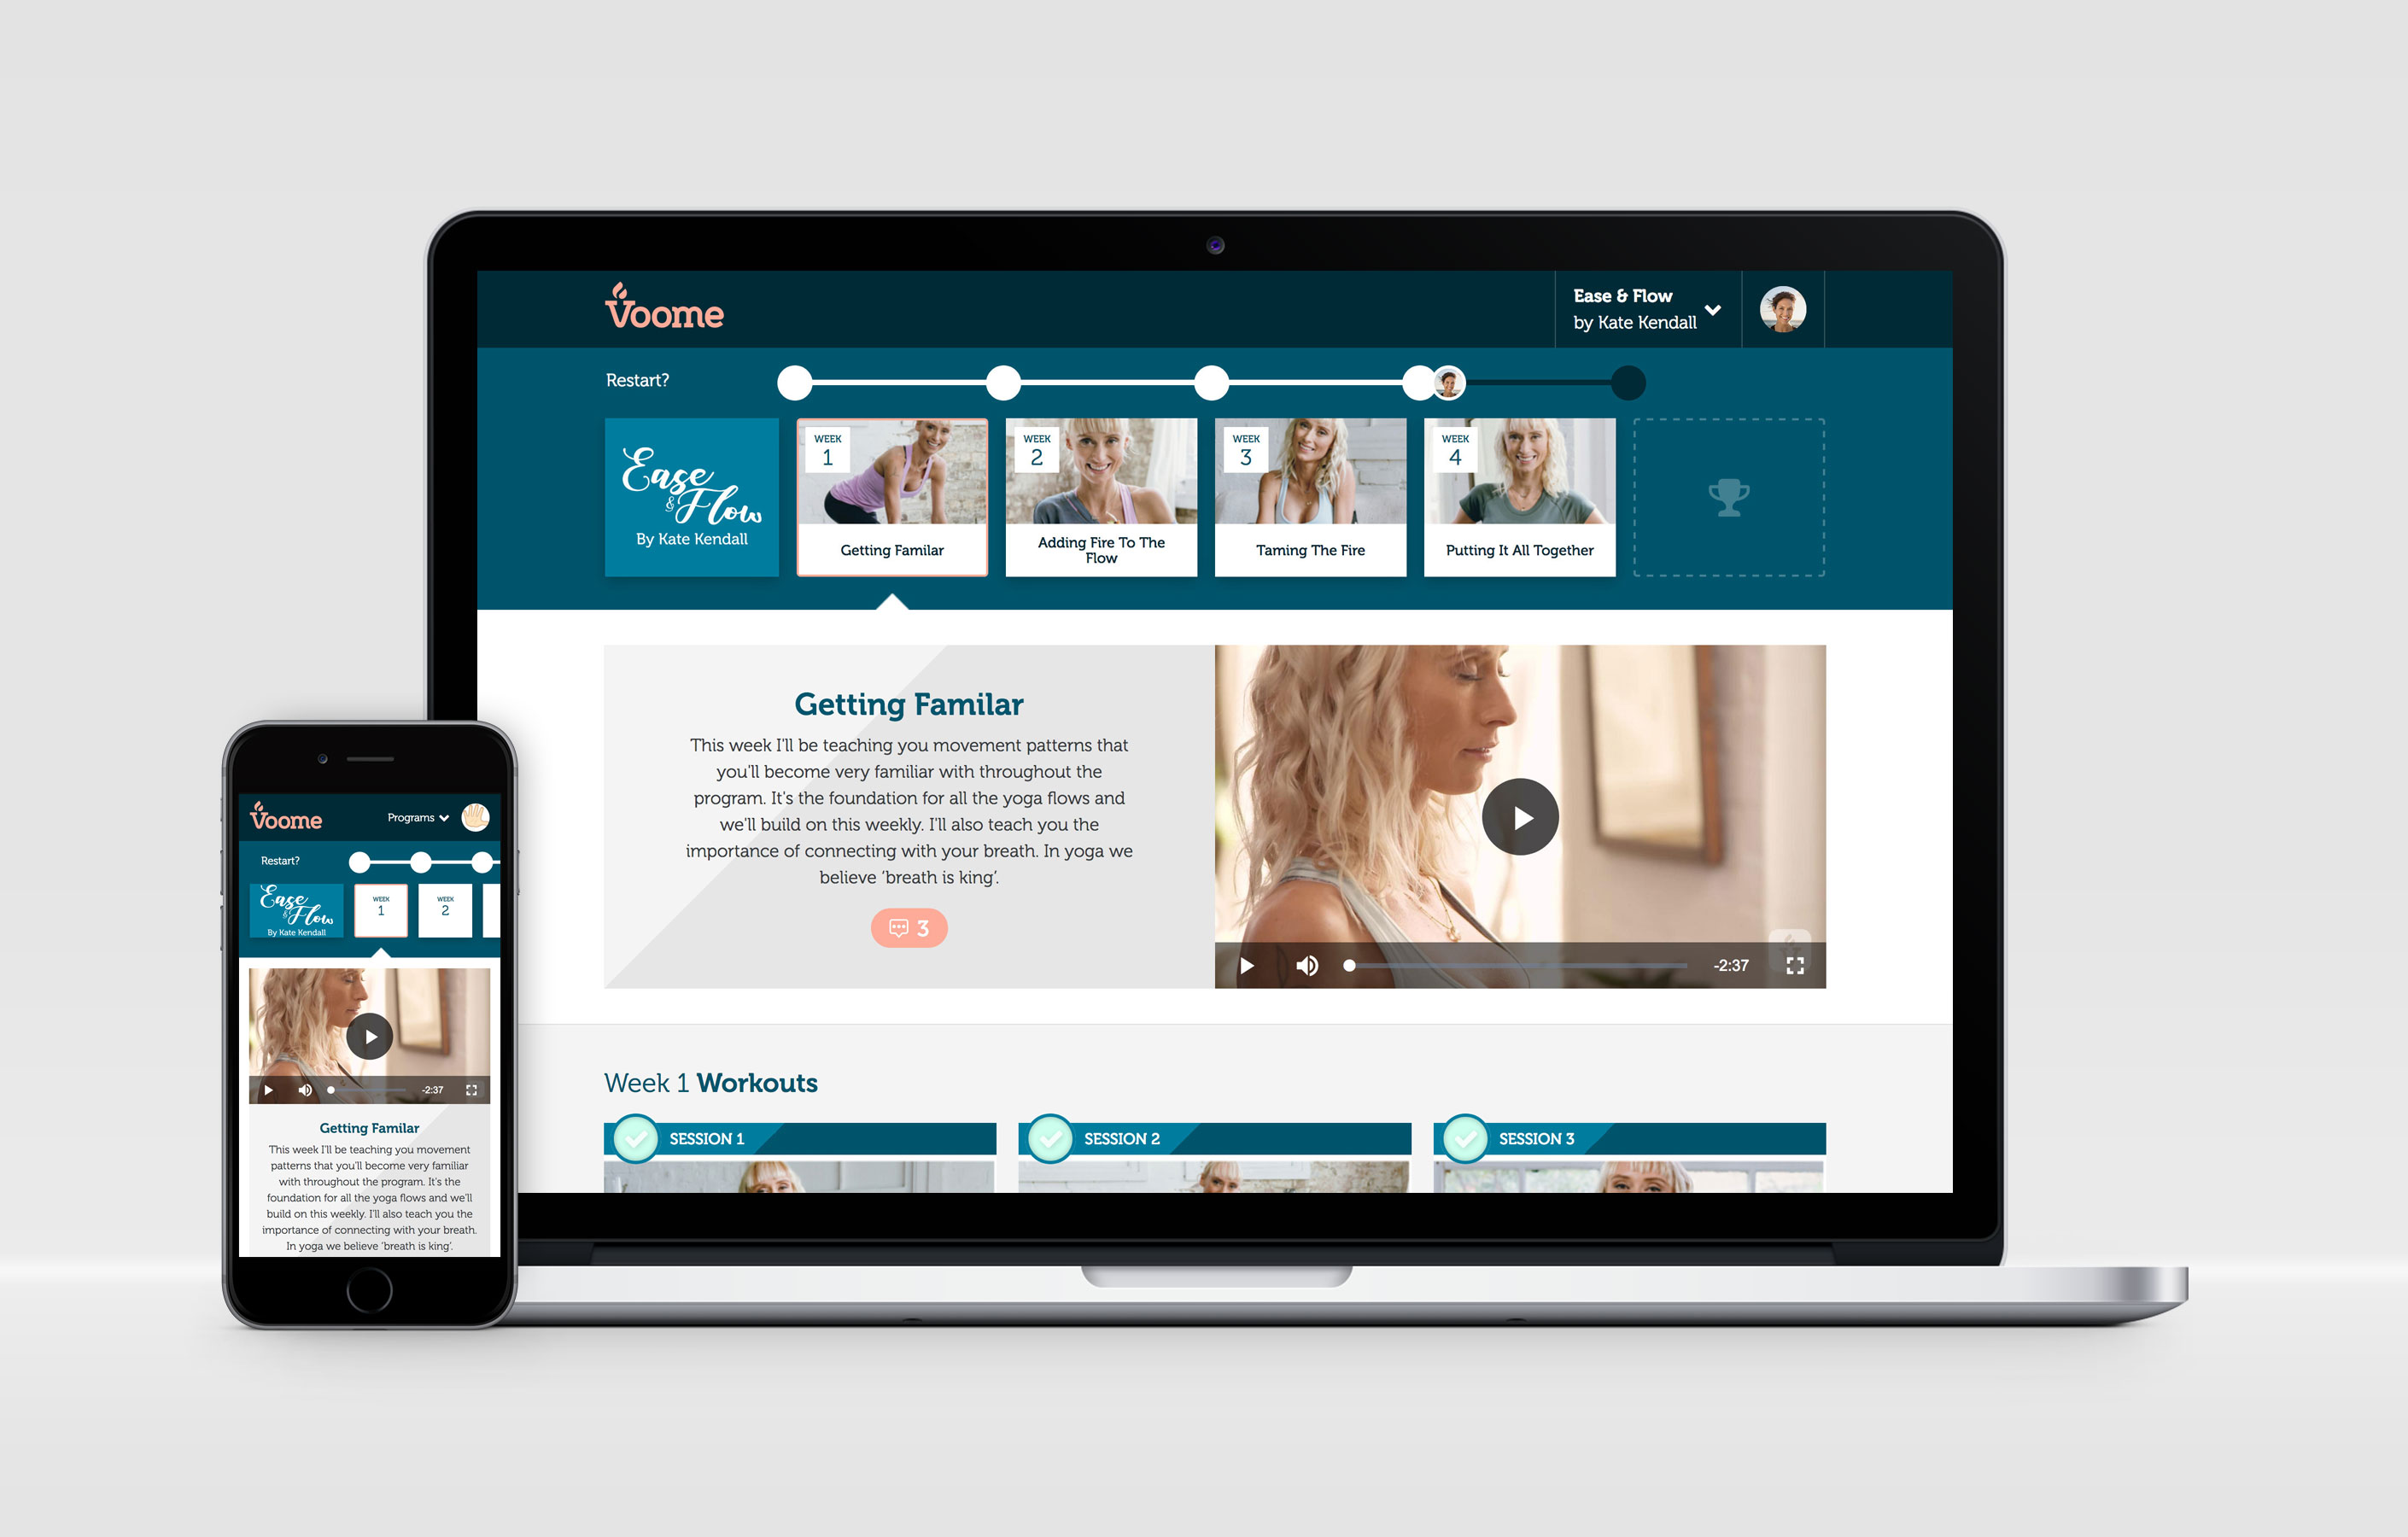 Voome
Ease & Flow
by Kate Kendall
Restart?
WEEK
1
WEEK
2
WEEK
3
WEEK
4
Ease
& Flow
By Kate Kendall
Getting Familar
Adding Fire To The
Flow
Taming The Fire
Putting It All Together
Getting Familar
This week I'll be teaching you movement patterns that
you'll become very familiar with throughout the
program. It's the foundation for all the yoga flows and
we'll build on this weekly. I'll also teach you the
importance of connecting with your breath. In yoga we
believe ‘breath is king’.
3
-2:37
Week 1 Workouts
SESSION 1
SESSION 2
SESSION 3
Voome
Programs
Restart?
Ease
& Flow
By Kate Kendall
WEEK
1
WEEK
2
-2:37
Getting Familar
This week I'll be teaching you movement
patterns that you'll become very familiar
with throughout the program. It's the
foundation for all the yoga flows and we'll
build on this weekly. I'll also teach you the
importance of connecting with your breath.
In yoga we believe ‘breath is king’.